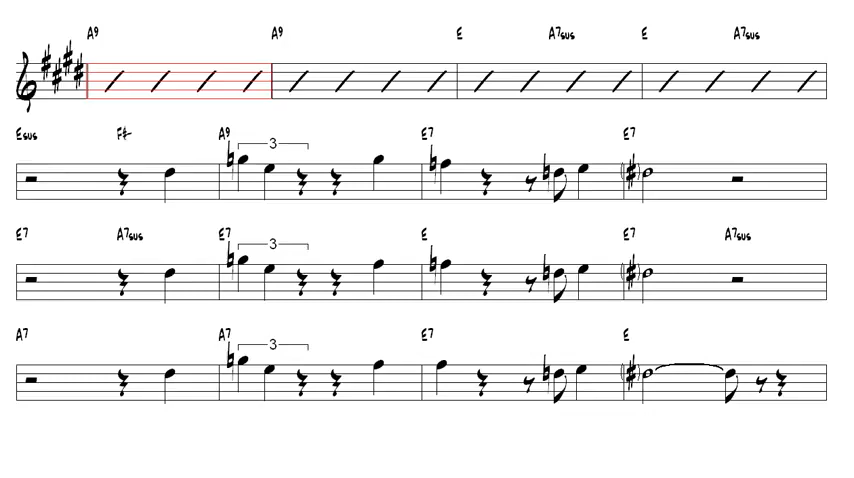 A9 A9 E A7sus E A7sus
Esus F# A9 E7 E7
3
E7 A7sus E7 E E7 A7sus
3
A7 A7 E7 E
3